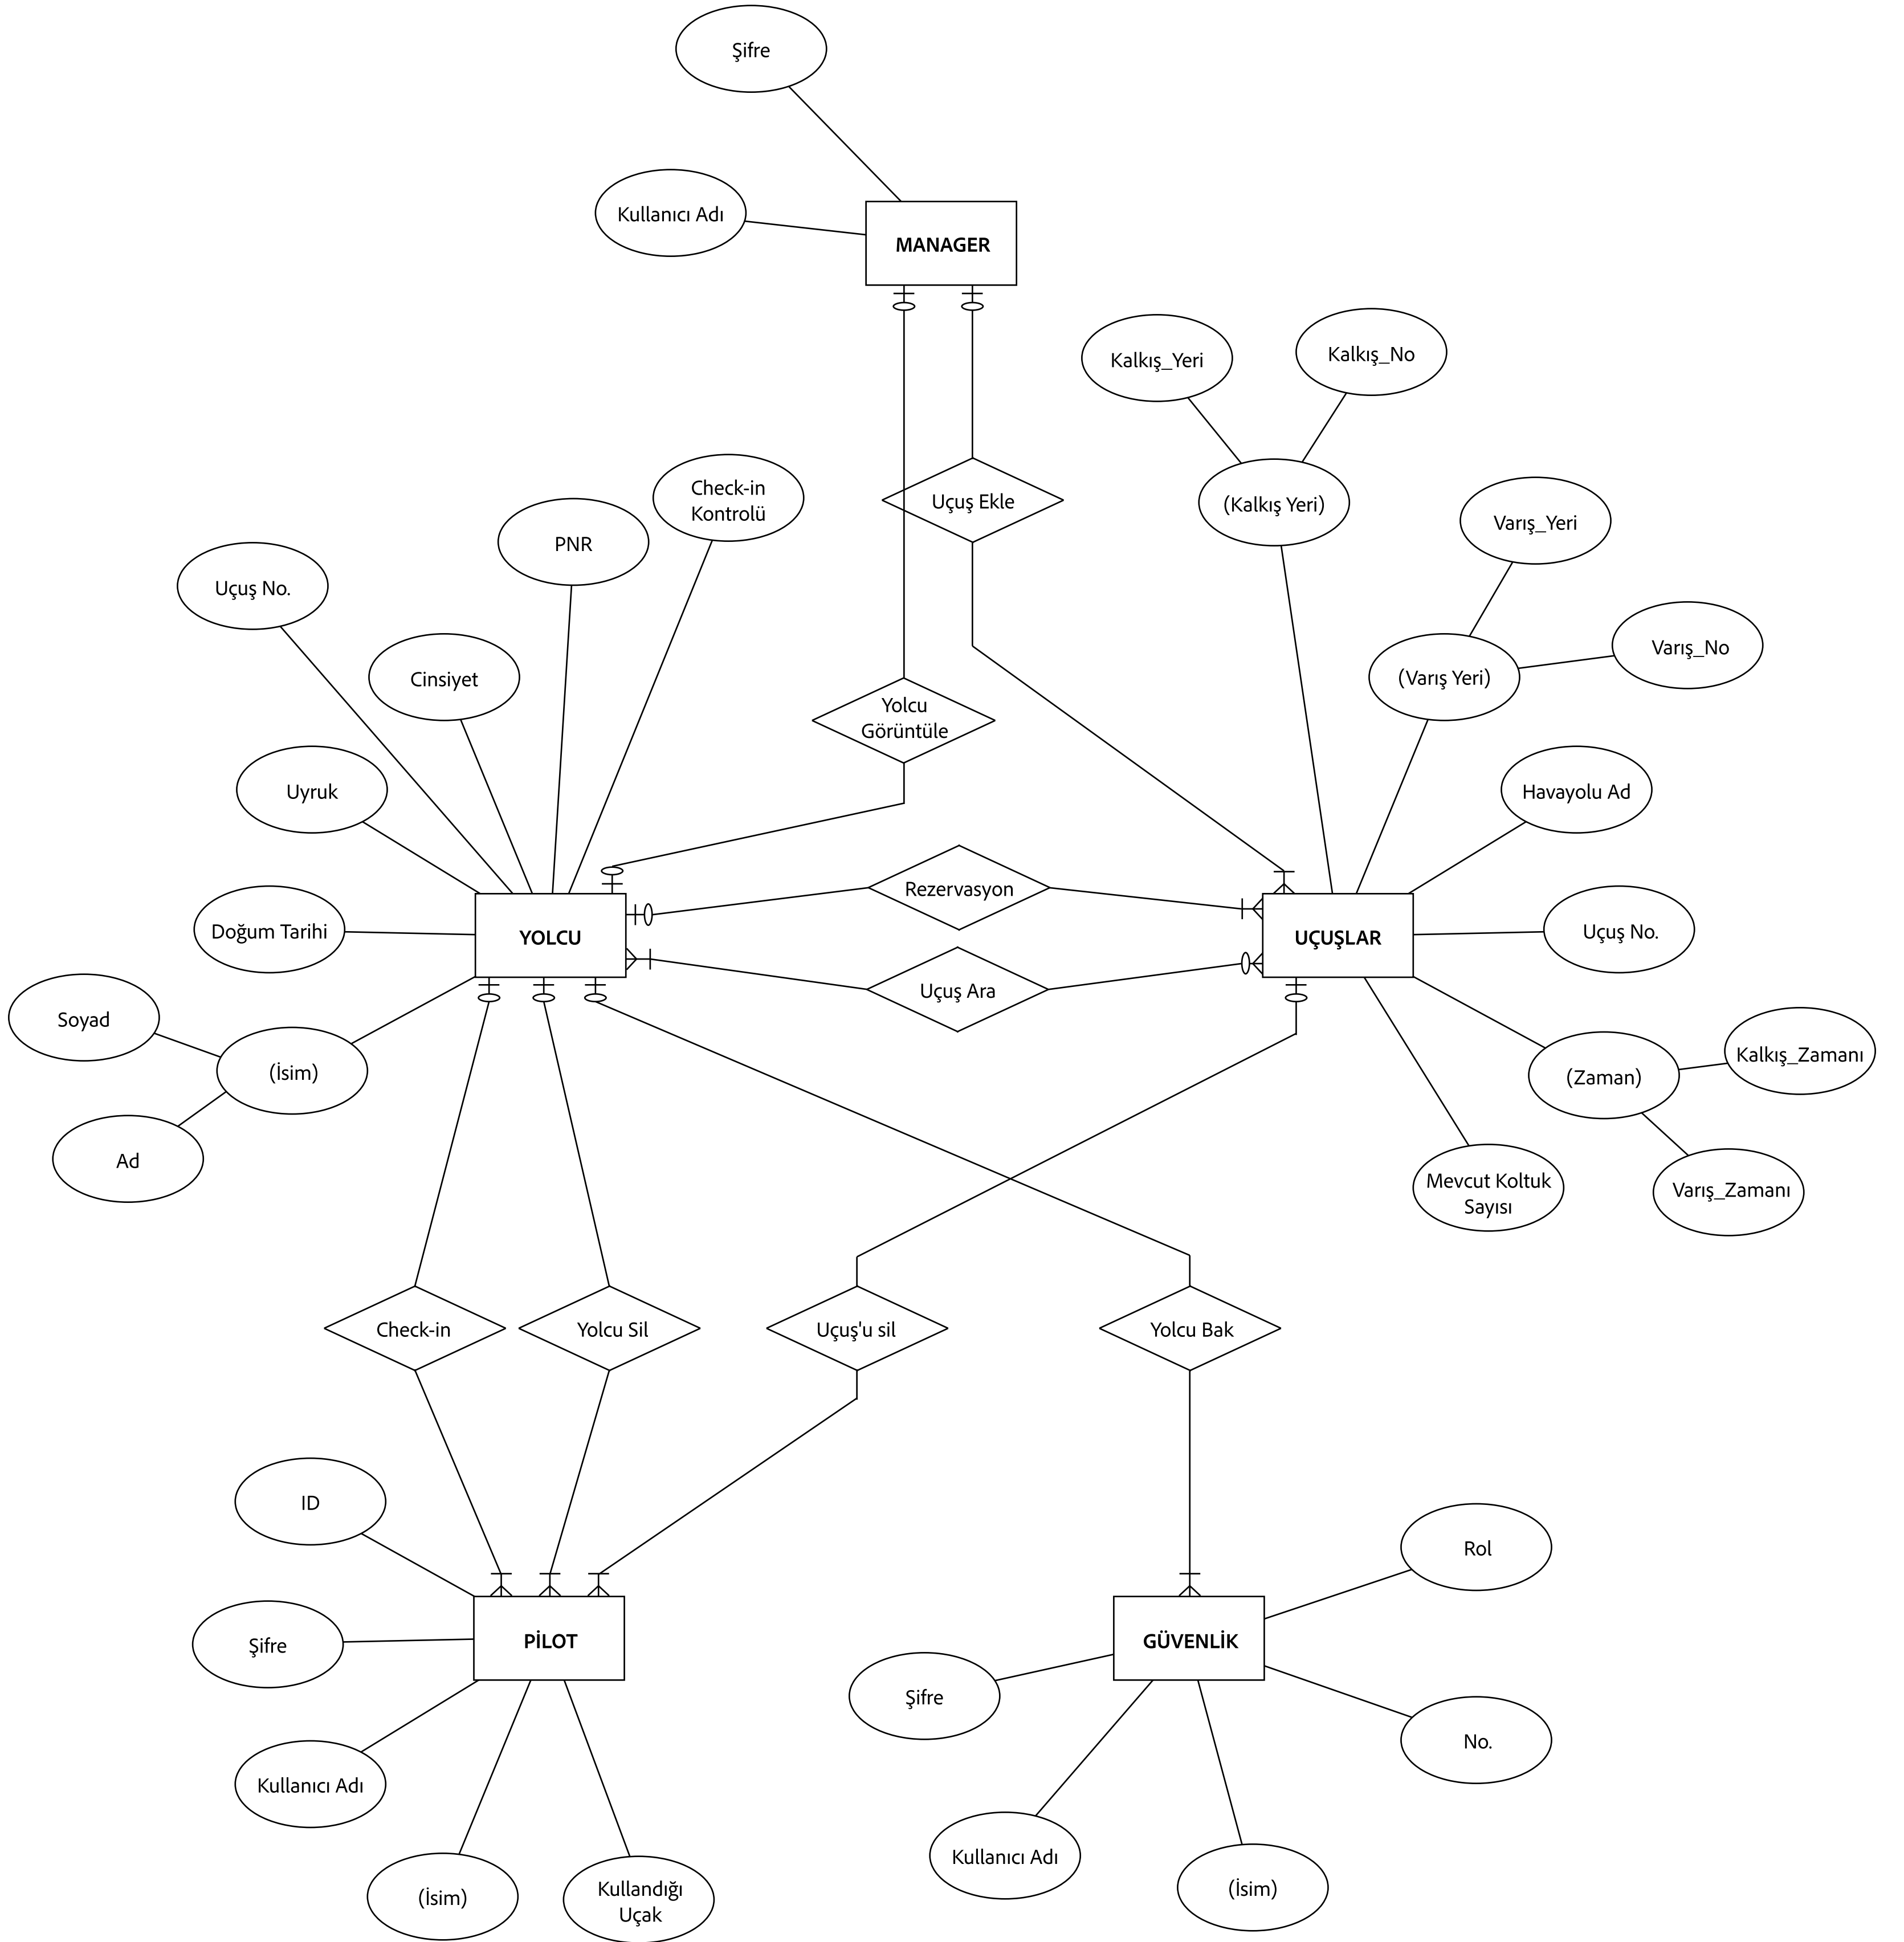 Şifre
Kullanıcı Adı
MANAGER
Kalkış_Yeri
Kalkış_No
Check-in
Kontrolü
Uçuş Ekle
(Kalkış Yeri)
Varış_Yeri
PNR
Uçuş No.
Varış_No
Cinsiyet
(Varış Yeri)
Yolcu
Görüntüle
Uyruk
Havayolu Ad
Rezervasyon
Doğum Tarihi
YOLCU
UÇUŞLAR
Uçuş No.
Uçuş Ara
Soyad
(İsim)
Kalkış_Zamanı
(Zaman)
Ad
Mevcut Koltuk
Sayısı
Varış_Zamanı
Check-in
Yolcu Sil
Uçuş'u sil
Yolcu Bak
ID
Rol
Şifre
PİLOT
GÜVENLİK
Şifre
No.
Kullanıcı Adı
Kullanıcı Adı
(İsim)
Kullandığı
Uçak
(İsim)